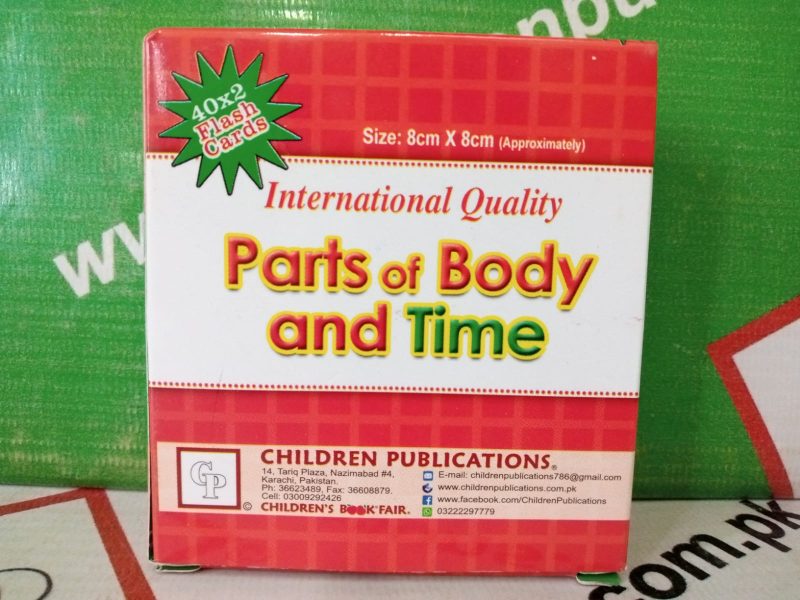 40x2
Flash
Cards
Size: 8cm X 8cm (Approximately)
International Quality
Parts of Body
and Time
GP
CHILDREN PUBLICATIONS®
14, Tariq Plaza, Nazimabad #4,
Karachi, Pakistan.
Ph: 36623489, Fax: 36608879.
Cell: 03009292426
© CHILDREN'S BOOK FAIR.
E-mail: childrenpublications786@gmail.com
www.childrenpublications.com.pk
www.facebook.com/ChildrenPublications
03222297779
.com.pk